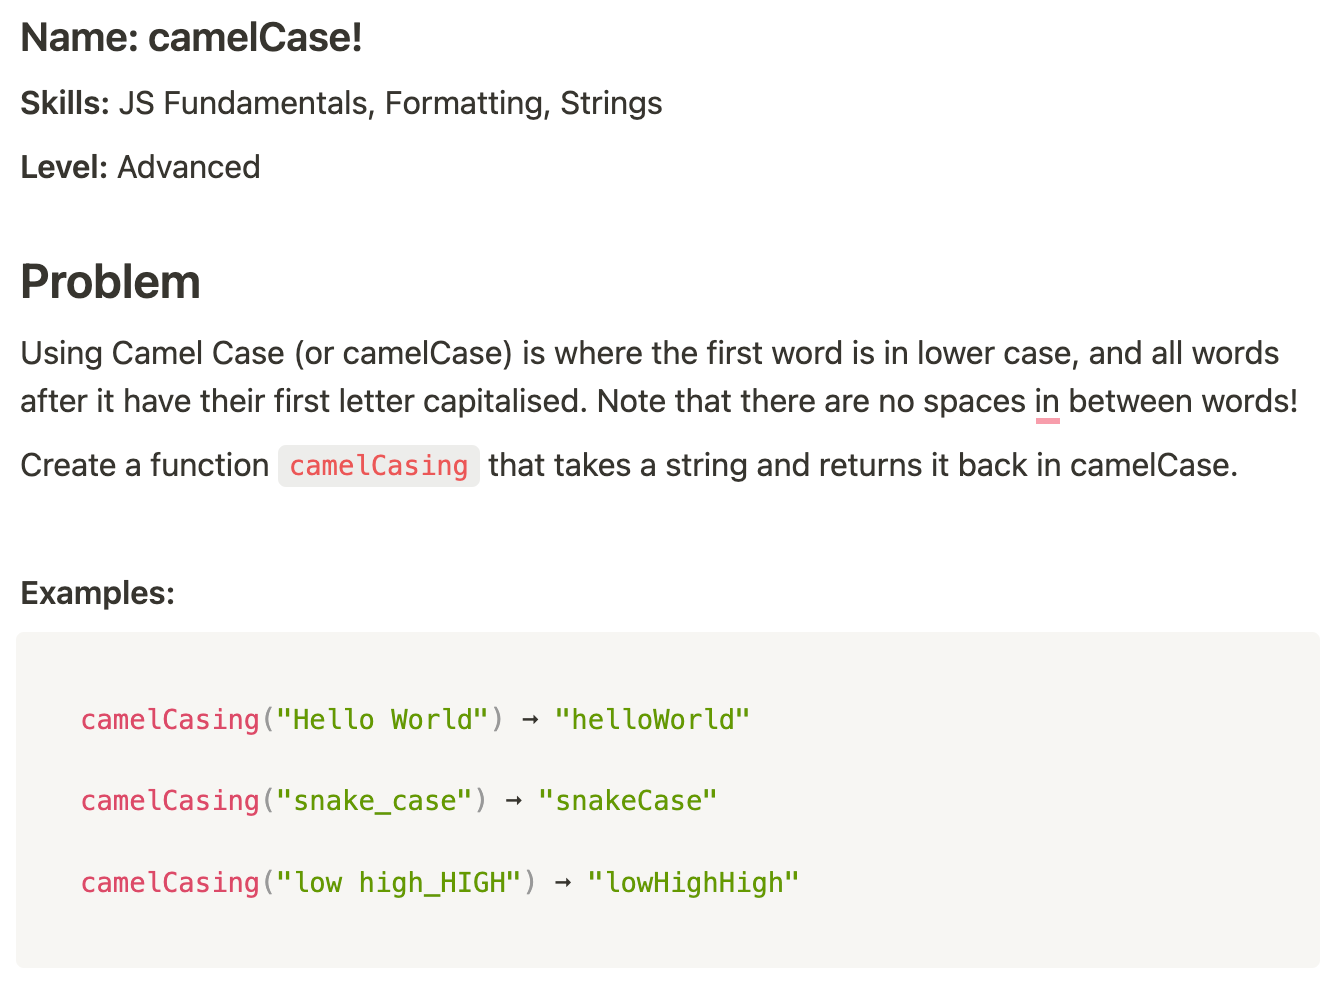 Name: camelCase!
Skills: JS Fundamentals, Formatting, Strings
Level: Advanced
Problem
Using Camel Case (or camelCase) is where the first word is in lower case, and all words
after it have their first letter capitalised. Note that there are no spaces in between words!
Create a function camelCasing that takes a string and returns it back in camelCase.
Examples:
camelCasing("Hello World") → "helloWorld"
camelCasing("snake_case") → "snakeCase"
camelCasing("low high_HIGH") → "lowHighHigh"